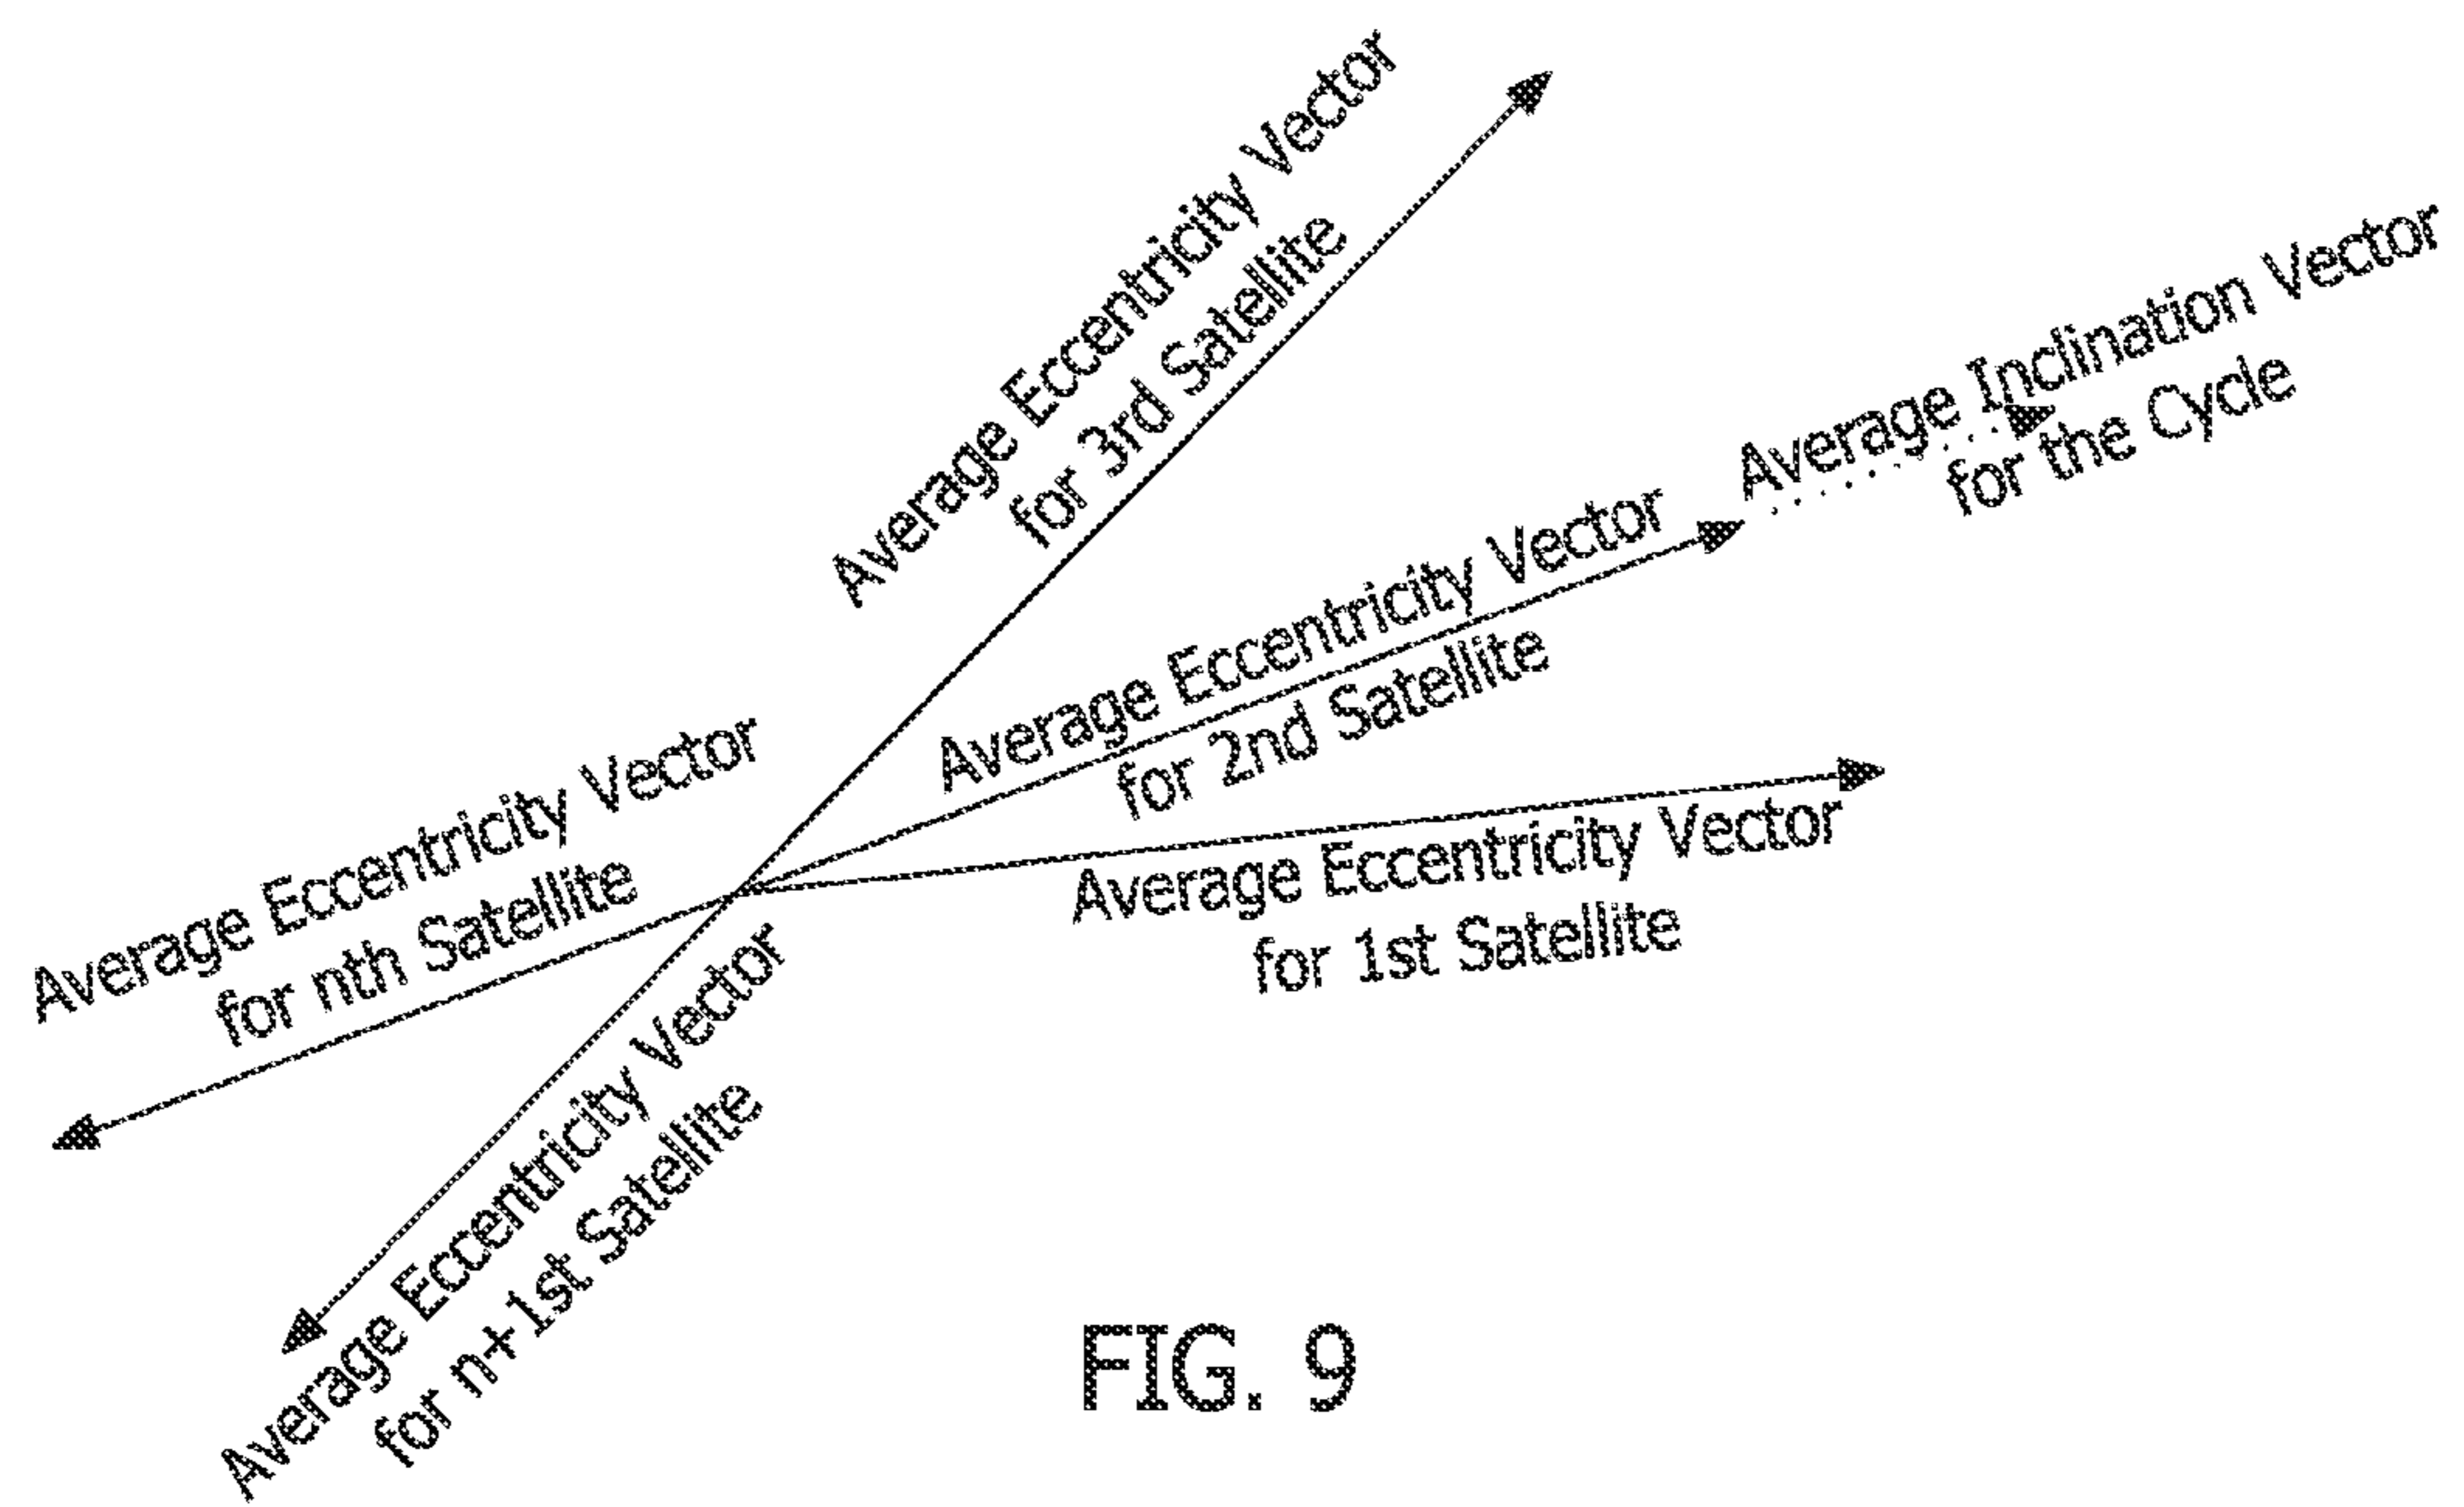 Average Eccentricity Vector
for 3rd Satellite
Average Inclination Vector
for the Cycle
Average Eccentricity Vector
for 2nd Satellite
Average Eccentricity Vector
for 1st Satellite
Average Eccentricity Vector
for nth Satellite
Average Eccentricity Vector
for n+1st Satellite
FIG. 9